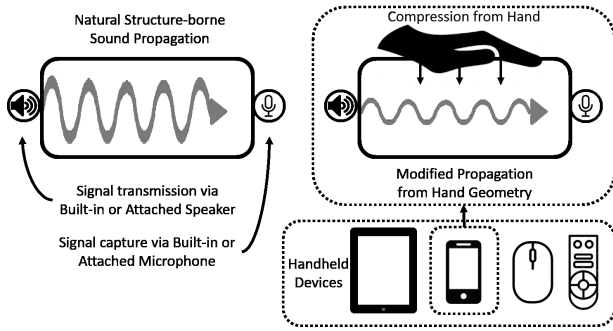 Natural Structure-borne
Sound Propagation
Signal transmission via
Built-in or Attached Speaker
Signal capture via Built-in or
Attached Microphone
Compression from Hand
Modified Propagation
from Hand Geometry
Handheld
Devices